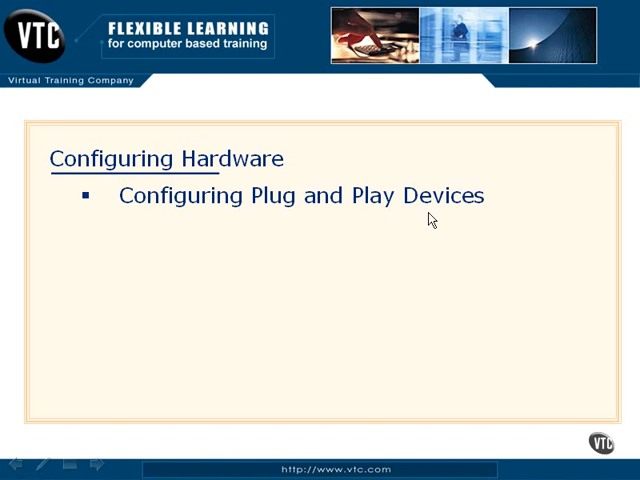 VTC
FLEXIBLE LEARNING
for computer based training
Virtual Training Company
Configuring Hardware
Configuring Plug and Play Devices
VTC
http://www.vtc.com